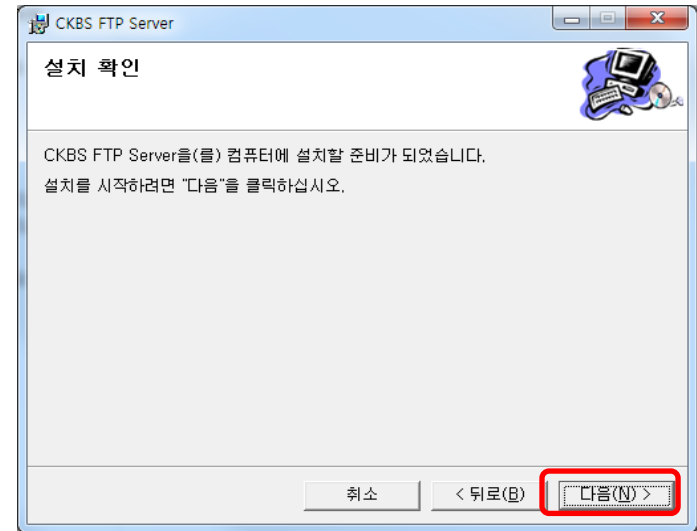 CKBS FTP Server
설치 확인
CKBS FTP Server을(를) 컴퓨터에 설치할 준비가 되었습니다.
설치를 시작하려면 "다음"을 클릭하십시오.
취소
< 뒤로(B)
다음(N) >